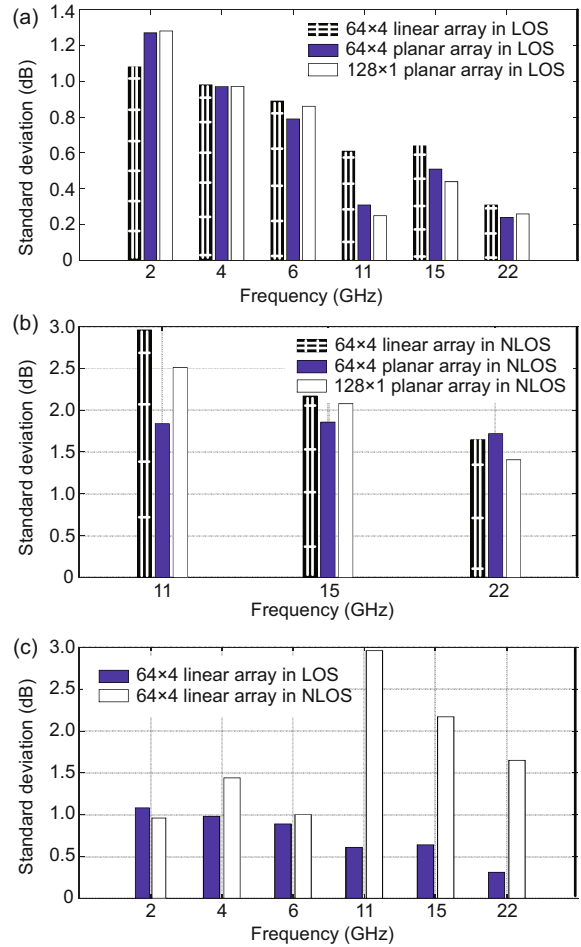 (a)
1.4
1.2
1.0
0.8
0.6
0.4
0.2
0
Standard deviation (dB)
64×4 linear array in LOS
64×4 planar array in LOS
128×1 planar array in LOS
2 4 6 11 15 22
Frequency (GHz)
(b)
3.0
2.5
2.0
1.5
1.0
0.5
0
Standard deviation (dB)
64×4 linear array in NLOS
64×4 planar array in NLOS
128×1 planar array in NLOS
11 15 22
Frequency (GHz)
(c)
3.0
2.5
2.0
1.5
1.0
0.5
0
Standard deviation (dB)
64×4 linear array in LOS
64×4 linear array in NLOS
2 4 6 11 15 22
Frequency (GHz)